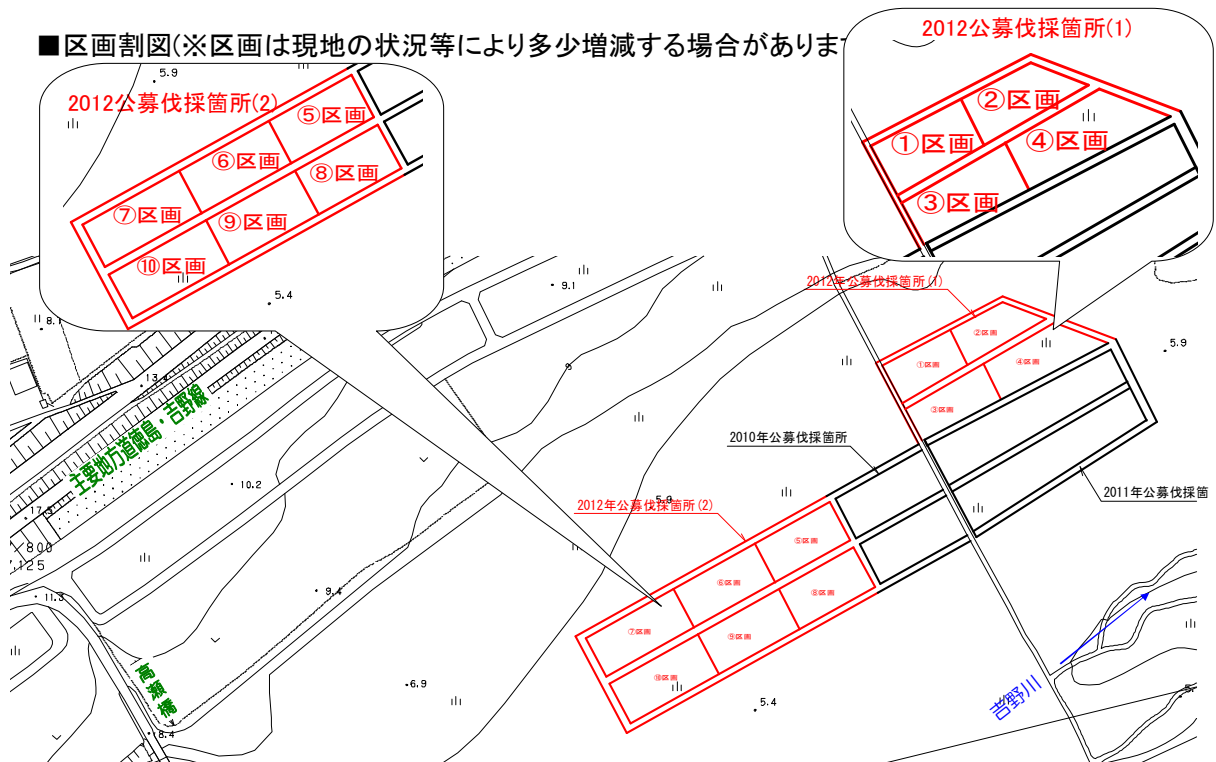 ■区画割図(※区画は現地の状況等により多少増減する場合がありま
2012公募伐採箇所(1)
②区画
①区画
④区画
③区画
5.9
2012公募伐採箇所(2)
⑤区画
⑥区画
⑧区画
⑦区画
⑨区画
⑩区画
5.4
9.1
8.1
13.4
主要地方道徳島・吉野線
10.2
17.3
800
.125
11.3
9.4
高瀬橋
8.4
6.9
2012年公募伐採箇所(1)
②区画
①区画
④区画
③区画
5.9
2010年公募伐採箇所
2011年公募伐採箇
2012年公募伐採箇所(2)
5.9
⑤区画
⑥区画
⑧区画
⑦区画
⑨区画
⑩区画
5.4
吉野川